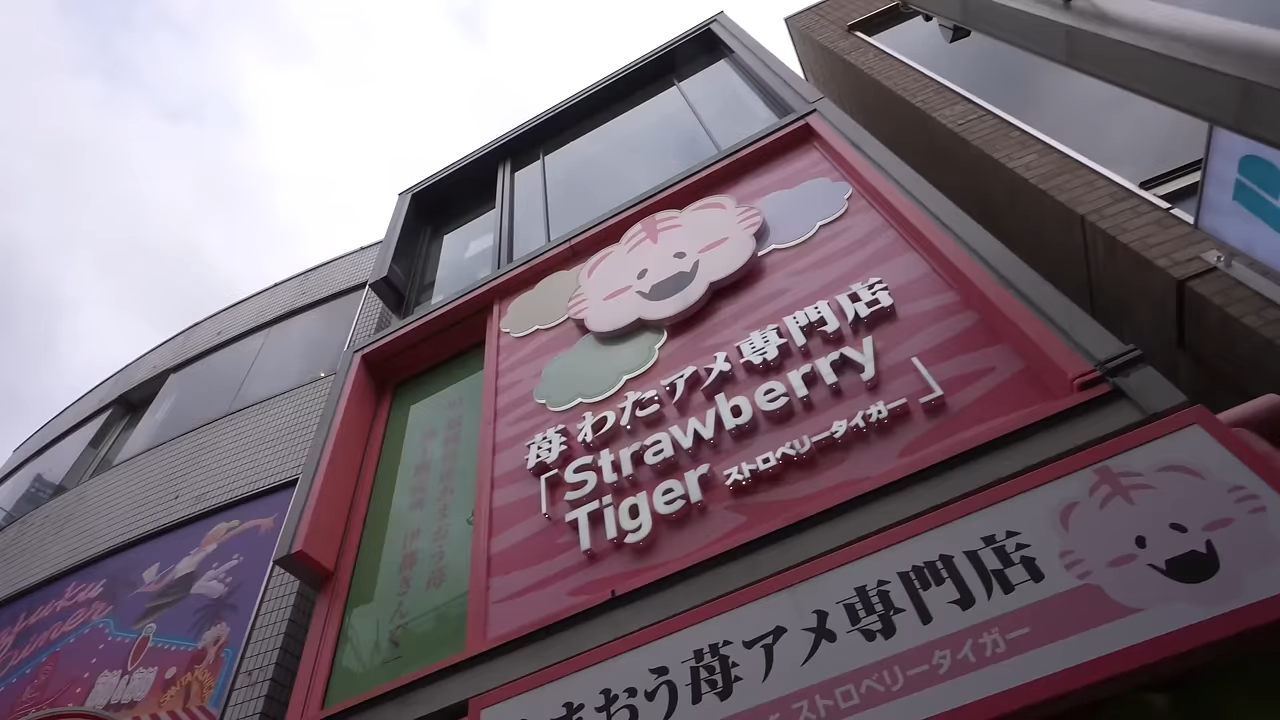 苺わたアメ専門店
「Strawberry
Tiger ストロベリータイガー」
まおう苺アメ専門店
ストロベリータイガー
Diner